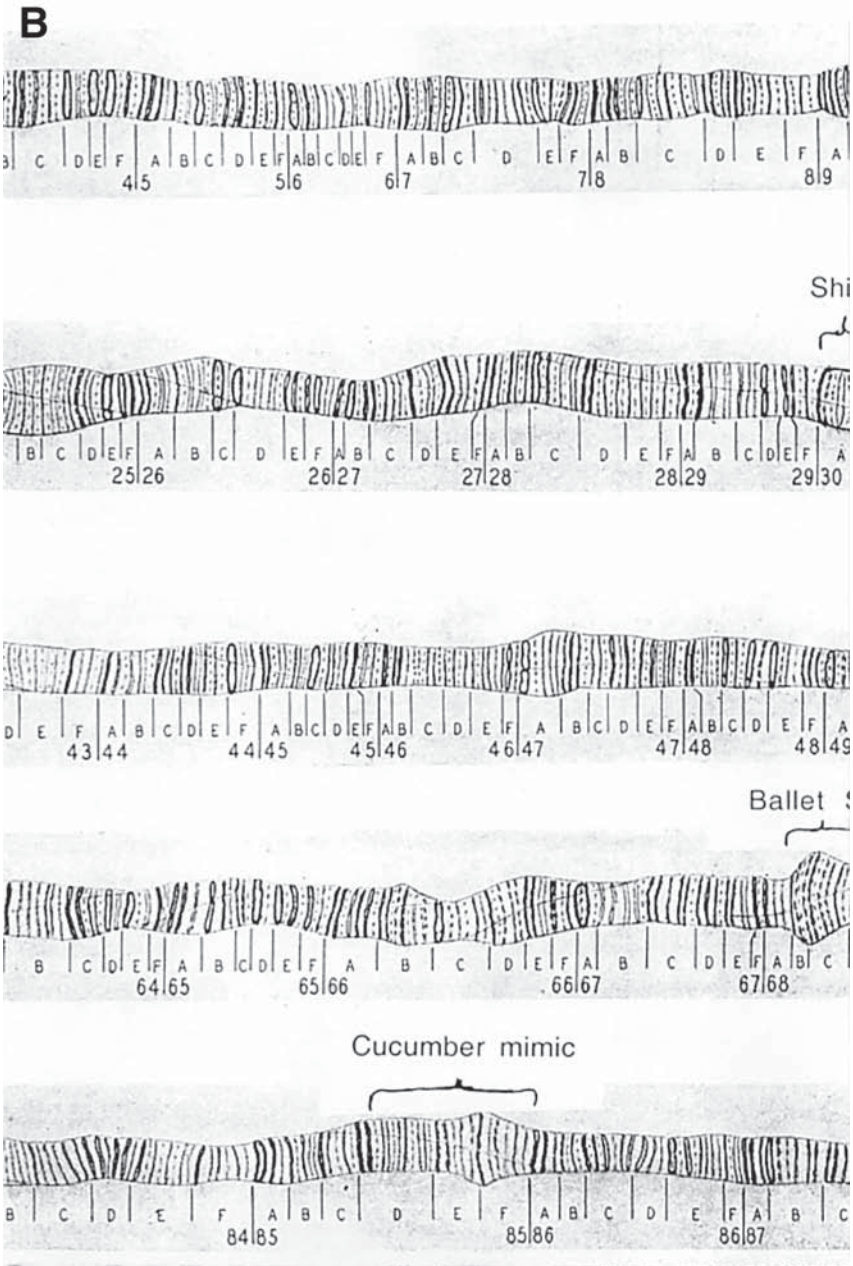 B
B C D E F A B C D E F A B C D E F A B C D E F A B C D E F A
4 5 5 6 6 7 7 8 8 9
Shi
B C D E F A B C D E F A B C D E F A B C D E F A B C D E F A
25 26 26 27 27 28 28 29 29 30
D E F A B C D E F A B C D E F A B C D E F A B C D E F A B C D E F A
43 44 44 45 45 46 46 47 47 48 48 49
Ballet S
B C D E F A B C D E F A B C D E F A B C D E F A B C
64 65 65 66 66 67 67 68
Cucumber mimic
B C D E F A B C D E F A B C D E F A B C
84 85 85 86 86 87